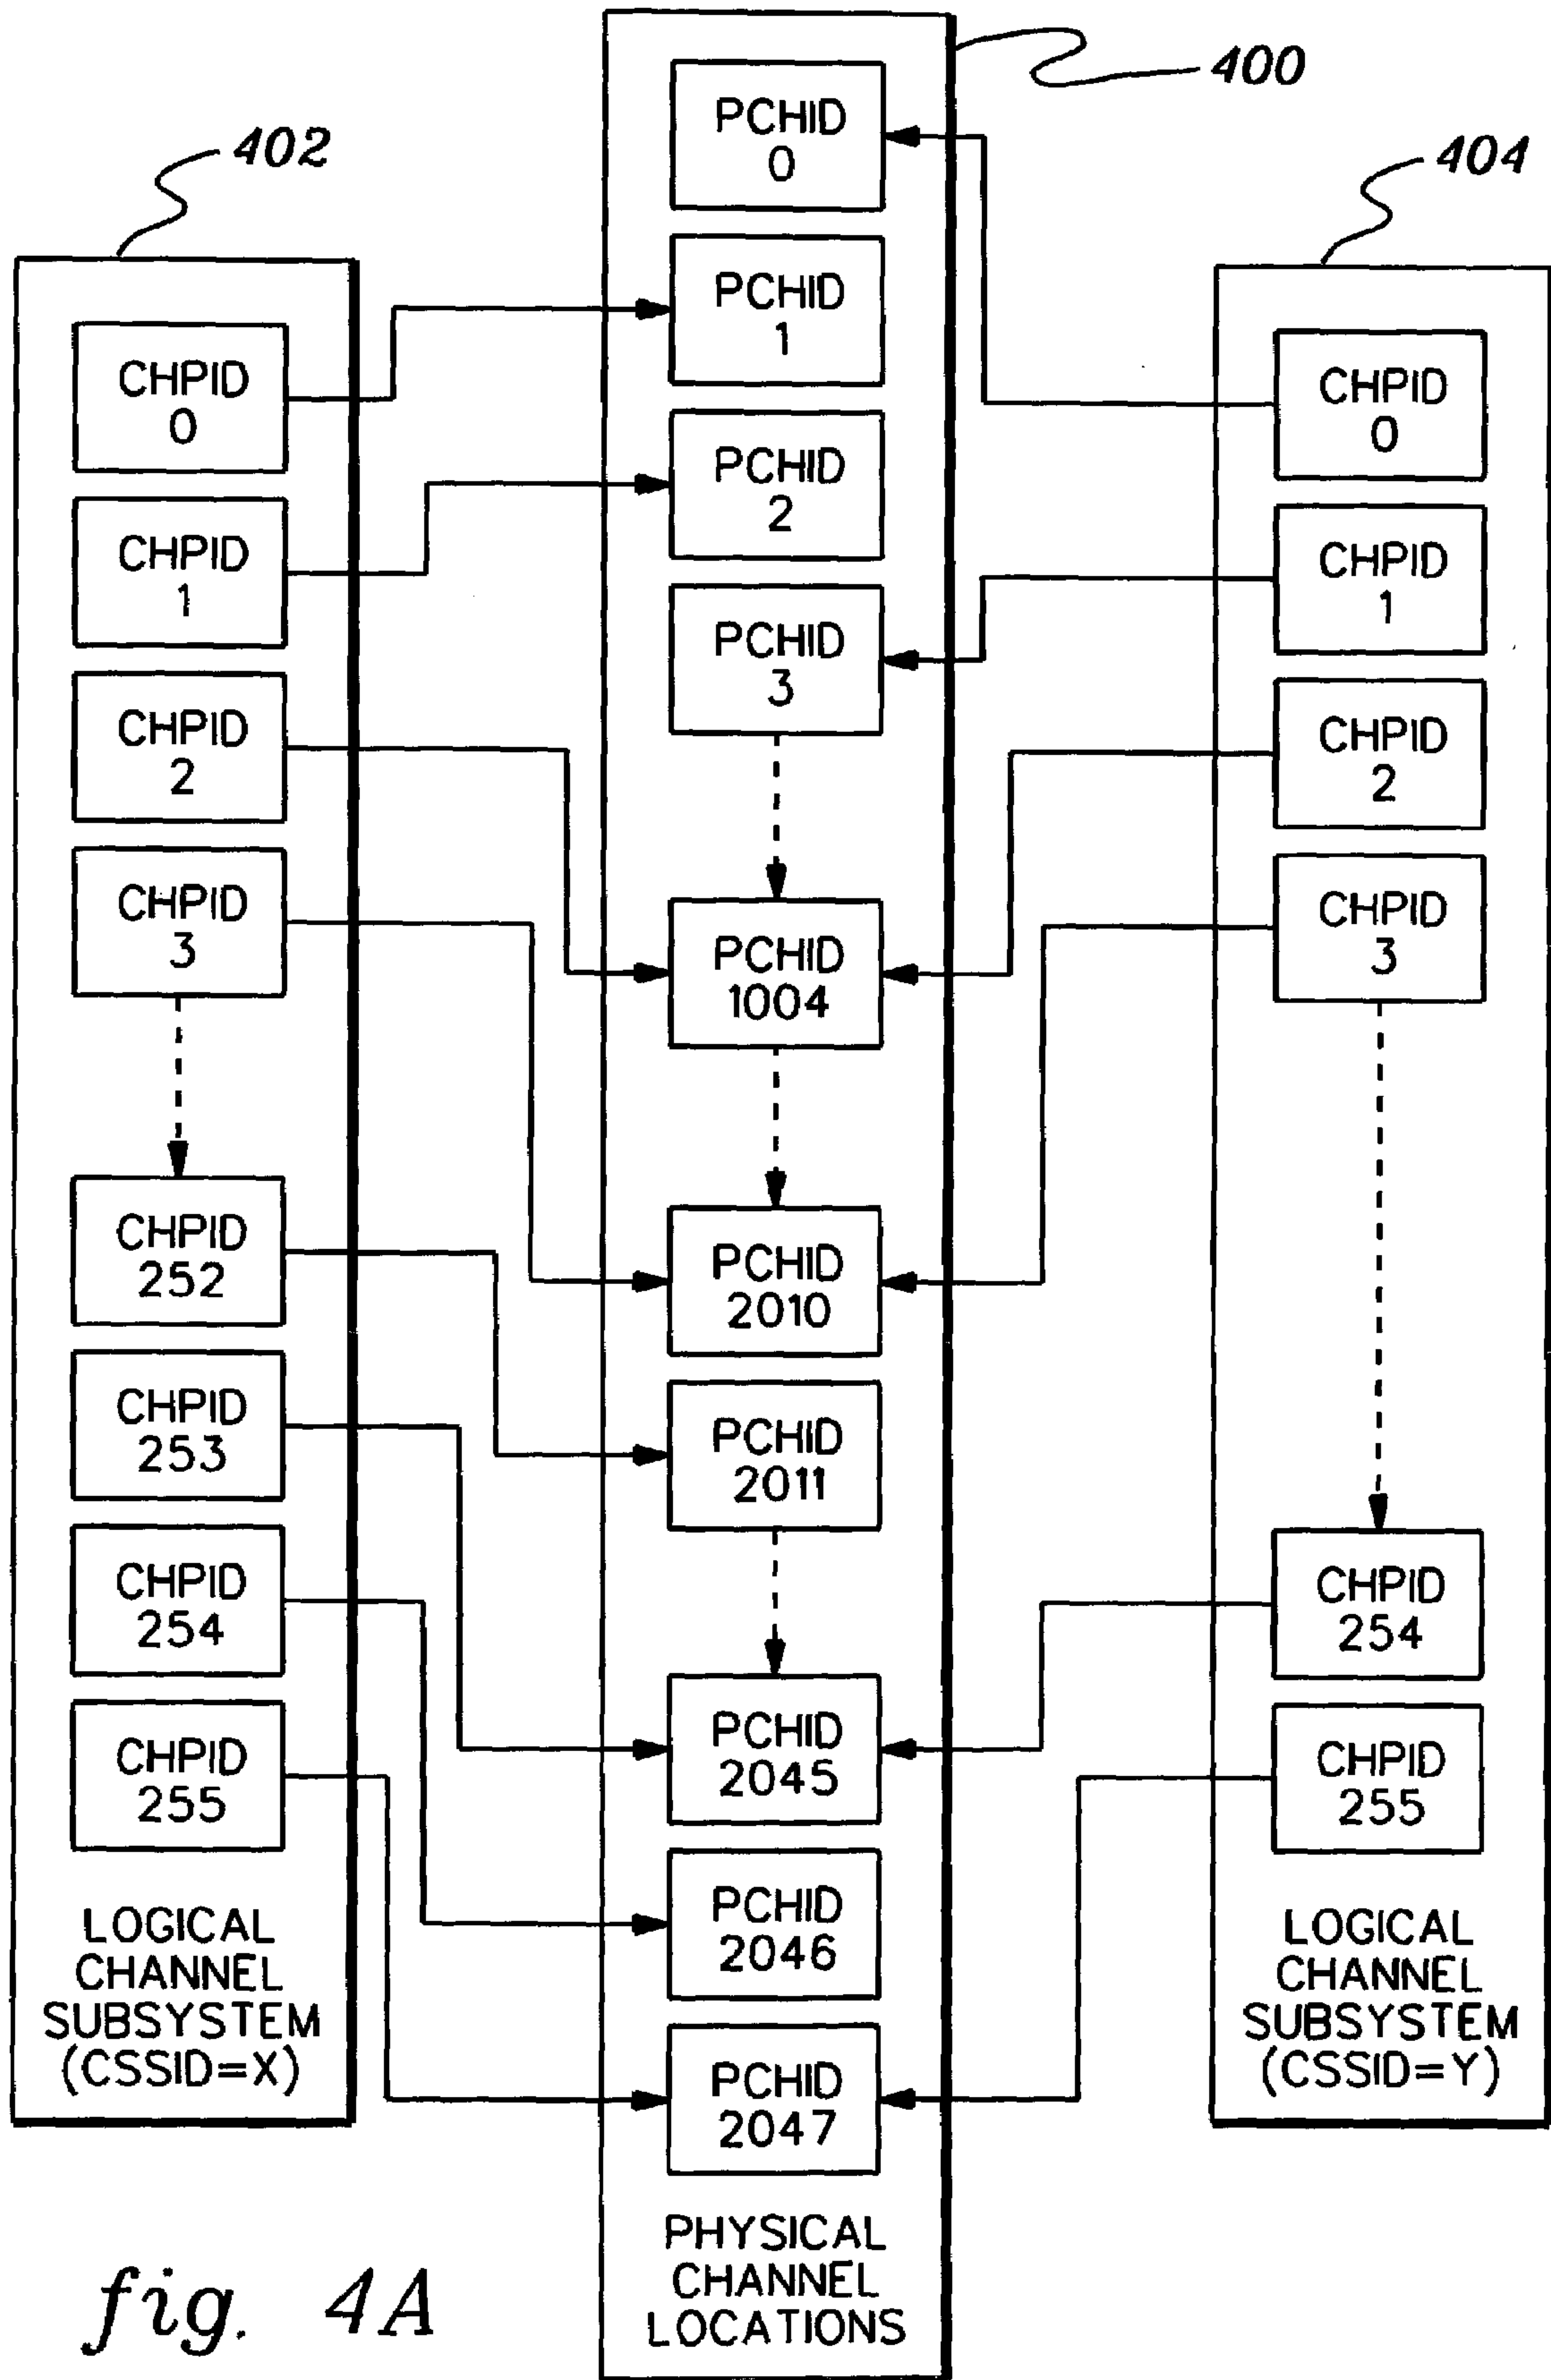 400
402
404
PCHID
0
PCHID
1
PCHID
2
PCHID
3
PCHID
1004
PCHID
2010
PCHID
2011
PCHID
2045
PCHID
2046
PCHID
2047
PHYSICAL
CHANNEL
LOCATIONS
CHPID
0
CHPID
1
CHPID
2
CHPID
3
CHPID
252
CHPID
253
CHPID
254
CHPID
255
LOGICAL
CHANNEL
SUBSYSTEM
(CSSID=X)
CHPID
0
CHPID
1
CHPID
2
CHPID
3
CHPID
254
CHPID
255
LOGICAL
CHANNEL
SUBSYSTEM
(CSSID=Y)
fig. 4A